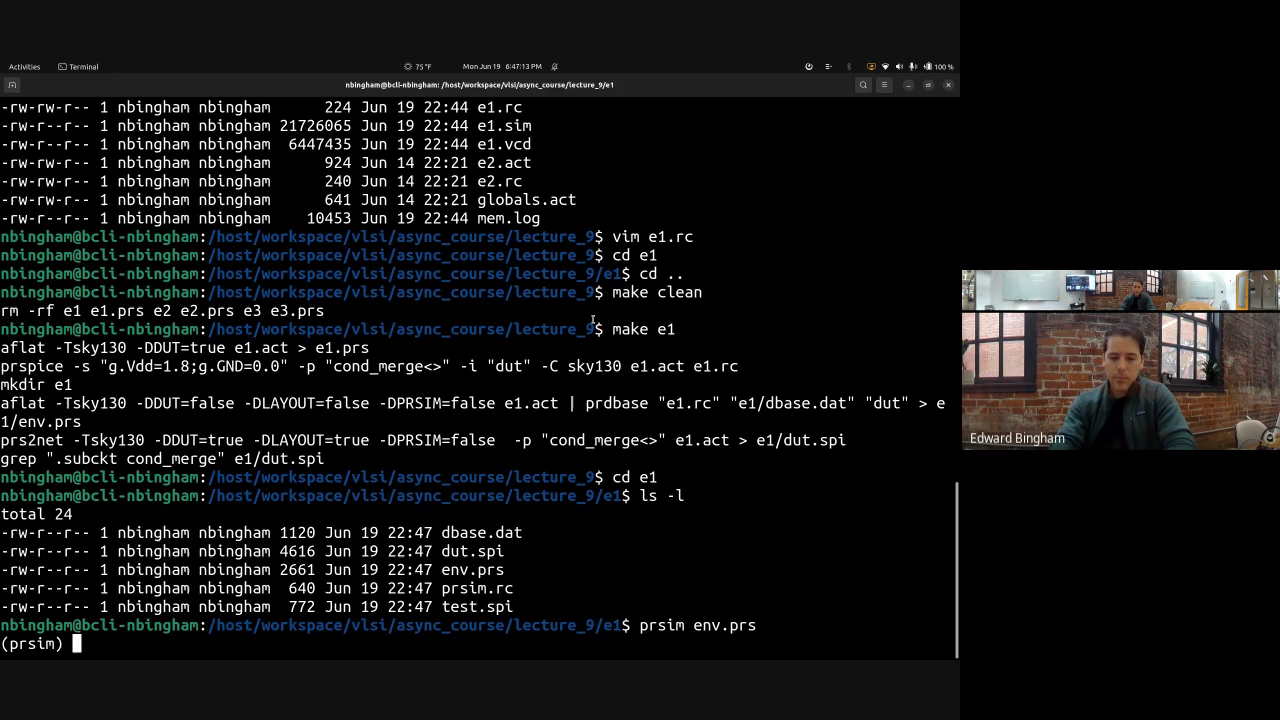 Activities
Terminal
75°F
Mon Jun 19 6:47:13 PM
100 %
nbingham@bcli-nbingham: /host/workspace/vlsi/async_course/lecture_9/e1
-rw-rw-r-- 1 nbingham nbingham 224 Jun 19 22:44 e1.rc
-rw-r--r-- 1 nbingham nbingham 21726065 Jun 19 22:44 e1.sim
-rw-r--r-- 1 nbingham nbingham 6447435 Jun 19 22:44 e1.vcd
-rw-rw-r-- 1 nbingham nbingham 924 Jun 14 22:21 e2.act
-rw-rw-r-- 1 nbingham nbingham 240 Jun 14 22:21 e2.rc
-rw-rw-r-- 1 nbingham nbingham 641 Jun 14 22:21 globals.act
-rw-r--r-- 1 nbingham nbingham 10453 Jun 19 22:44 mem.log
nbingham@bcli-nbingham:/host/workspace/vlsi/async_course/lecture_9$ vim e1.rc
nbingham@bcli-nbingham:/host/workspace/vlsi/async_course/lecture_9$ cd e1
nbingham@bcli-nbingham:/host/workspace/vlsi/async_course/lecture_9/e1$ cd ..
nbingham@bcli-nbingham:/host/workspace/vlsi/async_course/lecture_9$ make clean
rm -rf e1 e1.prs e2 e2.prs e3 e3.prs
nbingham@bcli-nbingham:/host/workspace/vlsi/async_course/lecture_9$ make e1
aflat -Tsky130 -DDUT=true e1.act > e1.prs
prspice -s "g.Vdd=1.8;g.GND=0.0" -p "cond_merge<>" -i "dut" -C sky130 e1.act e1.rc
mkdir e1
aflat -Tsky130 -DDUT=false -DLAYOUT=false -DPRSIM=false e1.act | prdbase "e1.rc" "e1/dbase.dat" "dut" > e
1/env.prs
prs2net -Tsky130 -DDUT=true -DLAYOUT=true -DPRSIM=false  -p "cond_merge<>" e1.act > e1/dut.spi
grep ".subckt cond_merge" e1/dut.spi
nbingham@bcli-nbingham:/host/workspace/vlsi/async_course/lecture_9$ cd e1
nbingham@bcli-nbingham:/host/workspace/vlsi/async_course/lecture_9/e1$ ls -l
total 24
-rw-r--r-- 1 nbingham nbingham 1120 Jun 19 22:47 dbase.dat
-rw-r--r-- 1 nbingham nbingham 4616 Jun 19 22:47 dut.spi
-rw-r--r-- 1 nbingham nbingham 2661 Jun 19 22:47 env.prs
-rw-r--r-- 1 nbingham nbingham 640 Jun 19 22:47 prsim.rc
-rw-r--r-- 1 nbingham nbingham 772 Jun 19 22:47 test.spi
nbingham@bcli-nbingham:/host/workspace/vlsi/async_course/lecture_9/e1$ prsim env.prs
(prsim)
Edward Bingham